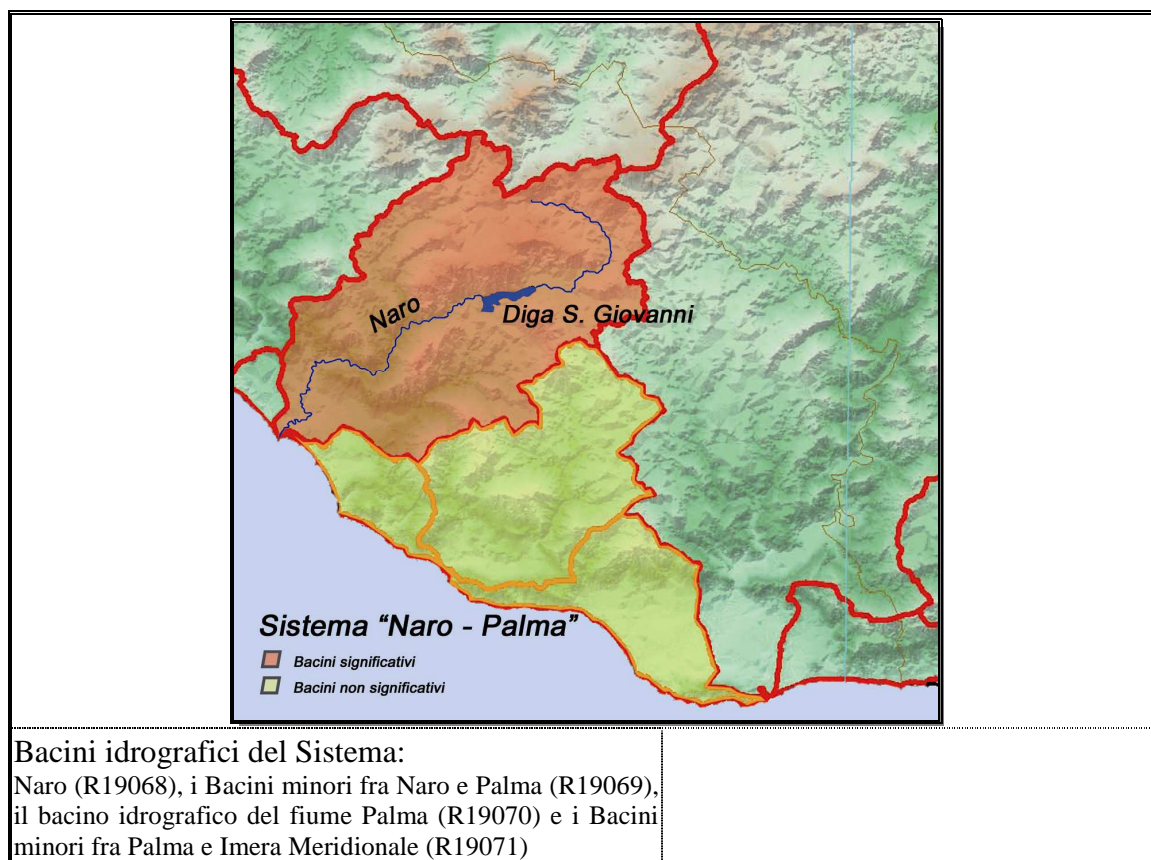 Naro
Diga S. Giovanni
Sistema “Naro - Palma”
Bacini significativi
Bacini non significativi
Bacini idrografici del Sistema:
Naro (R19068), i Bacini minori fra Naro e Palma (R19069),
il bacino idrografico del fiume Palma (R19070) e i Bacini
minori fra Palma e Imera Meridionale (R19071)